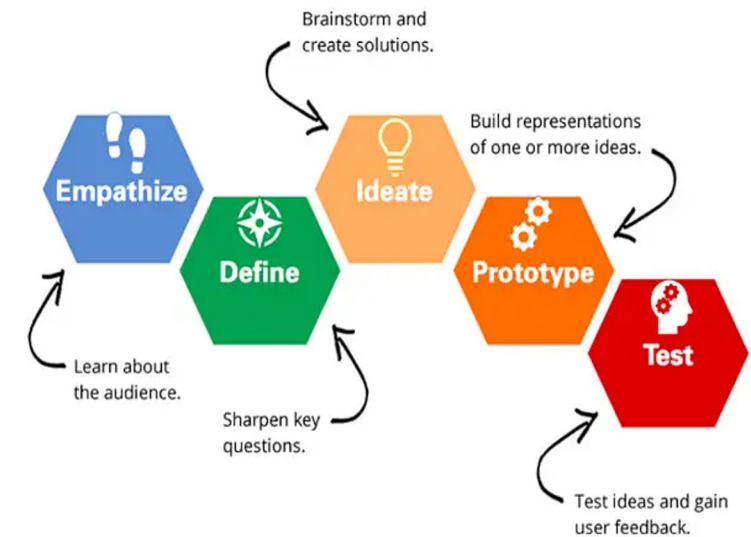 Brainstorm and
create solutions.
Build representations
of one or more ideas.
Empathize
Ideate
Define
Prototype
Test
Learn about
the audience.
Sharpen key
questions.
Test ideas and gain
user feedback.